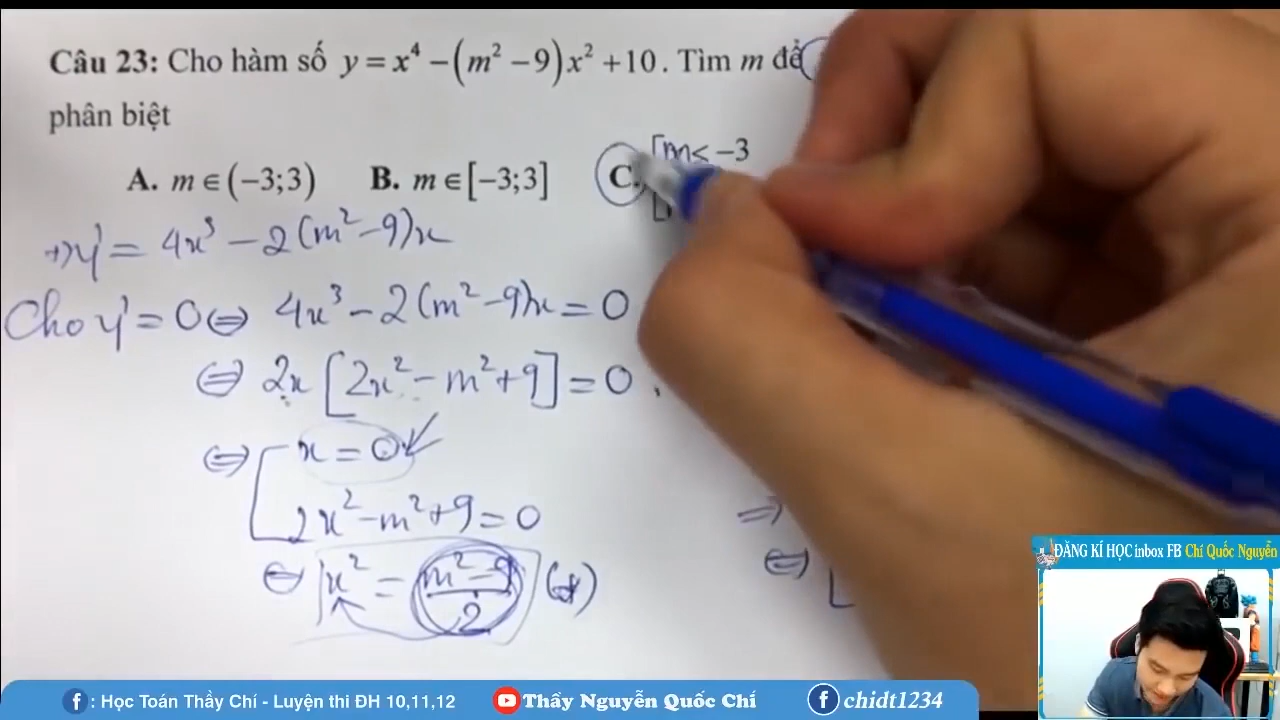 Câu 23: Cho hàm số y = x⁴ − (m² − 9)x² + 10. Tìm m để
phân biệt
A. m ∈ (−3;3) B. m ∈ [−3;3] C. [m < −3
+) y' = 4x³ − 2(m² − 9)x
Cho y' = 0 ⇔ 4x³ − 2(m² − 9)x = 0
⇔ 2x [2x² − m² + 9] = 0
⇔ [x = 0
2x² − m² + 9 = 0
⇒
⇔ x² = (m² − 9)/2 (*)
⇔ [
ĐĂNG KÍ HỌC inbox FB Chí Quốc Nguyễn
f : Học Toán Thầy Chí - Luyện thi ĐH 10,11,12
Thầy Nguyễn Quốc Chí
f chidt1234